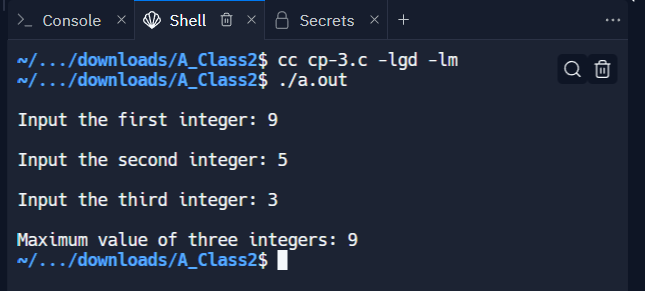 Console Shell Secrets
~/.../downloads/A_Class2$ cc cp-3.c -lgd -lm
~/.../downloads/A_Class2$ ./a.out
Input the first integer: 9
Input the second integer: 5
Input the third integer: 3
Maximum value of three integers: 9
~/.../downloads/A_Class2$